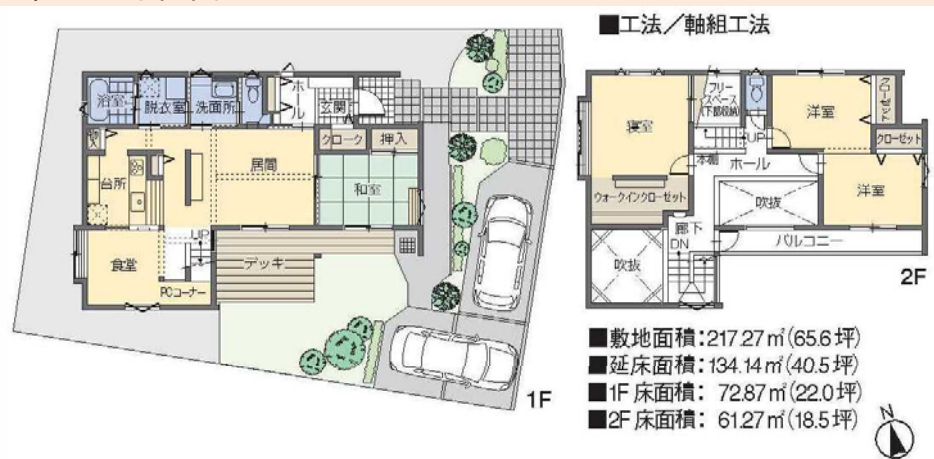 ■工法／軸組工法
浴室
脱衣室
洗面所
ホール
玄関
クローク
押入
物入
台所
居間
和室
UP
食堂
デッキ
PCコーナー
1F
寝室
フリースペース
(下部収納)
洋室
クローゼット
UP
本棚
ホール
クローゼット
ウォークインクローゼット
吹抜
洋室
廊下
DN
バルコニー
吹抜
2F
■敷地面積：217.27㎡(65.6坪)
■延床面積：134.14㎡(40.5坪)
■1F床面積： 72.87㎡(22.0坪)
■2F床面積： 61.27㎡(18.5坪)
N